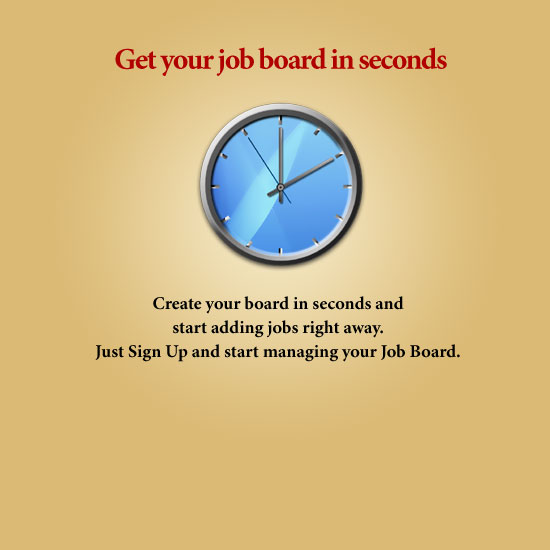 Get your job board in seconds
Create your board in seconds and
start adding jobs right away.
Just Sign Up and start managing your Job Board.